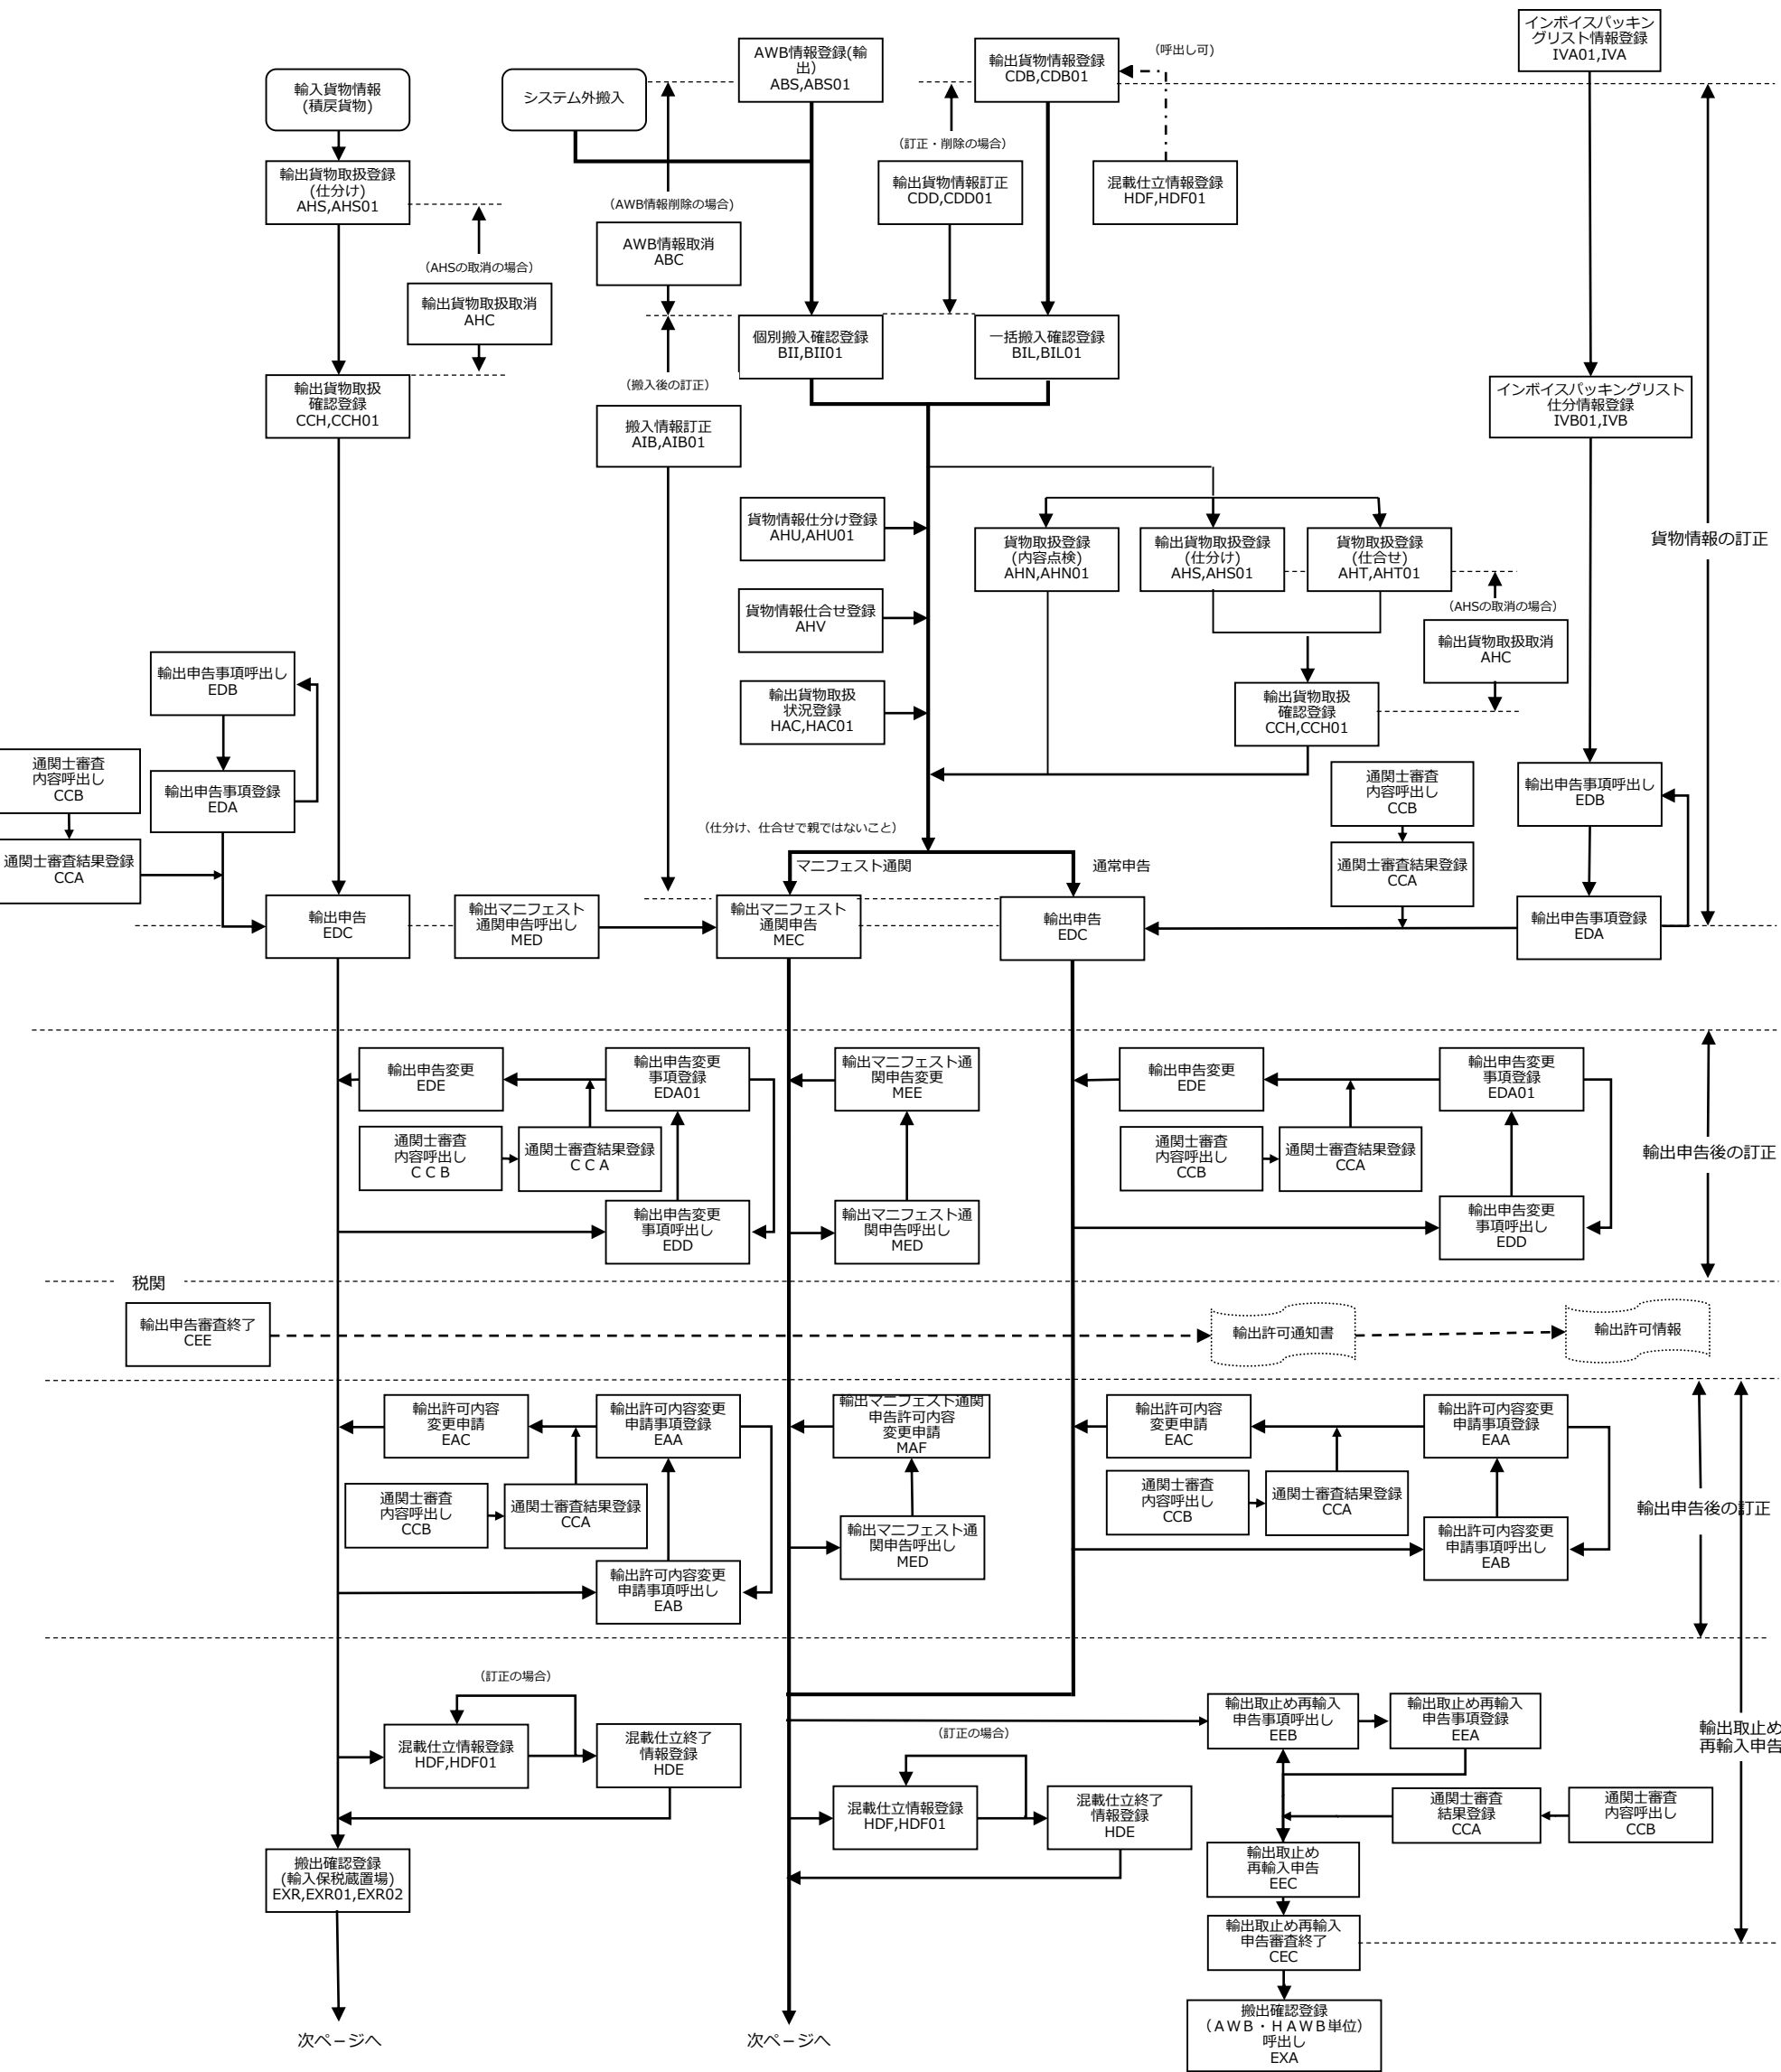 インボイスパッキン
グリスト情報登録
IVA01,IVA
AWB情報登録(輸
出）
ABS,ABS01
輸出貨物情報登録
CDB,CDB01
（呼出し可）
輸入貨物情報
(積戻貨物)
システム外搬入
（訂正・削除の場合）
輸出貨物取扱登録
(仕分け)
AHS,AHS01
輸出貨物情報訂正
CDD,CDD01
混載仕立情報登録
HDF,HDF01
（AWB情報削除の場合）
AWB情報取消
ABC
（AHSの取消の場合）
輸出貨物取扱取消
AHC
個別搬入確認登録
BII,BII01
一括搬入確認登録
BIL,BIL01
（搬入後の訂正）
輸出貨物取扱
確認登録
CCH,CCH01
搬入情報訂正
AIB,AIB01
インボイスパッキングリスト
仕分情報登録
IVB01,IVB
貨物情報仕分け登録
AHU,AHU01
貨物取扱登録
(内容点検)
AHN,AHN01
輸出貨物取扱登録
(仕分け)
AHS,AHS01
貨物取扱登録
(仕合せ)
AHT,AHT01
貨物情報の訂正
貨物情報仕合せ登録
AHV
（AHSの取消の場合）
輸出貨物取扱取消
AHC
輸出申告事項呼出し
EDB
輸出貨物取扱
状況登録
HAC,HAC01
輸出貨物取扱
確認登録
CCH,CCH01
通関士審査
内容呼出し
CCB
輸出申告事項登録
EDA
通関士審査
内容呼出し
CCB
輸出申告事項呼出し
EDB
（仕分け、仕合せで親ではないこと）
通関士審査結果登録
CCA
マニフェスト通関
通常申告
通関士審査結果登録
CCA
輸出申告
EDC
輸出マニフェスト
通関申告呼出し
MED
輸出マニフェスト
通関申告
MEC
輸出申告
EDC
輸出申告事項登録
EDA
輸出申告変更
EDE
輸出申告変更
事項登録
EDA01
輸出マニフェスト通
関申告変更
MEE
輸出申告変更
EDE
輸出申告変更
事項登録
EDA01
通関士審査
内容呼出し
ＣＣＢ
通関士審査結果登録
ＣＣＡ
通関士審査
内容呼出し
CCB
通関士審査結果登録
CCA
輸出申告後の訂正
輸出申告変更
事項呼出し
EDD
輸出マニフェスト通
関申告呼出し
MED
輸出申告変更
事項呼出し
EDD
税関
輸出申告審査終了
CEE
輸出許可通知書
輸出許可情報
輸出許可内容
変更申請
EAC
輸出許可内容変更
申請事項登録
EAA
輸出マニフェスト通関
申告許可内容
変更申請
MAF
輸出許可内容
変更申請
EAC
輸出許可内容変更
申請事項登録
EAA
通関士審査
内容呼出し
CCB
通関士審査結果登録
CCA
通関士審査
内容呼出し
CCB
通関士審査結果登録
CCA
輸出申告後の訂正
輸出マニフェスト通
関申告呼出し
MED
輸出許可内容変更
申請事項呼出し
EAB
輸出許可内容変更
申請事項呼出し
EAB
（訂正の場合）
混載仕立情報登録
HDF,HDF01
混載仕立終了
情報登録
HDE
（訂正の場合）
輸出取止め再輸入
申告事項呼出し
EEB
輸出取止め再輸入
申告事項登録
EEA
輸出取止め
再輸入申告
混載仕立情報登録
HDF,HDF01
混載仕立終了
情報登録
HDE
通関士審査
結果登録
CCA
通関士審査
内容呼出し
CCB
搬出確認登録
(輸入保税蔵置場)
EXR,EXR01,EXR02
輸出取止め
再輸入申告
EEC
輸出取止め再輸入
申告審査終了
CEC
次ページへ
次ページへ
搬出確認登録
（ＡＷＢ・ＨＡＷＢ単位）
呼出し
EXA